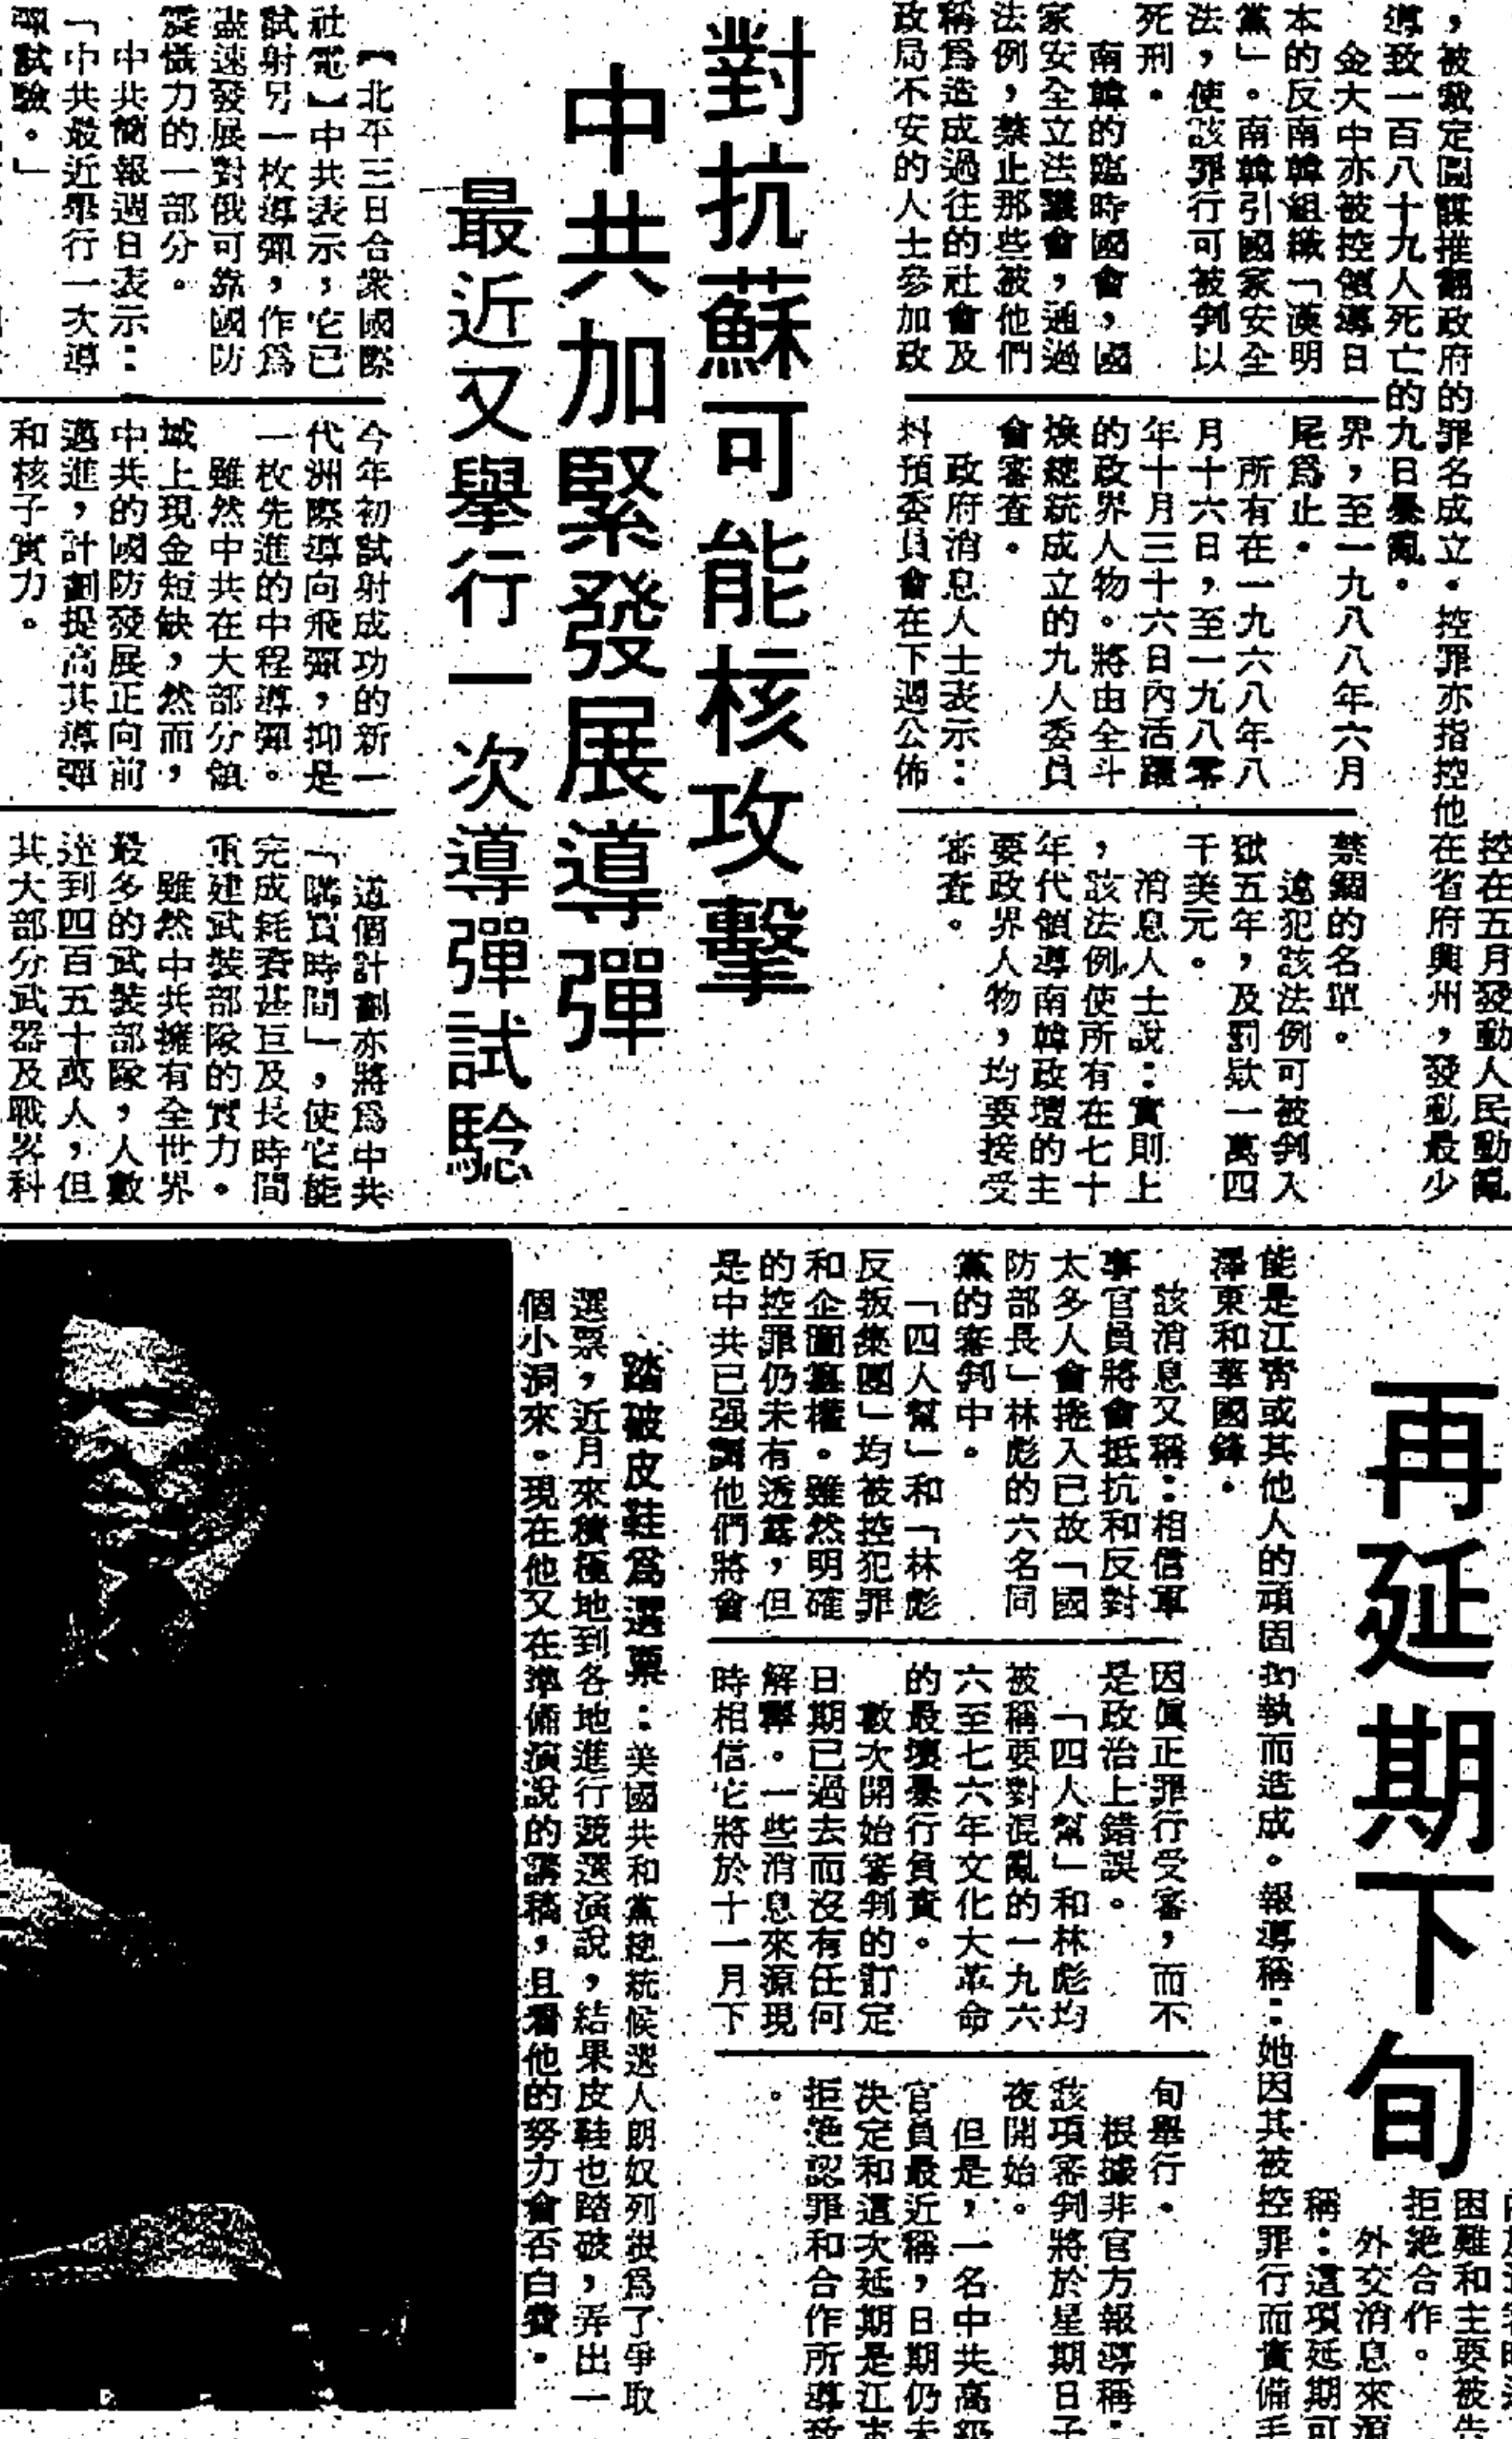 ，被裁定圖謀推翻政府的罪名成立。控罪亦指控他
導致一百八十九人死亡的九日暴亂。
金大中亦被控領導日
本的反南韓組織「漢明
黨」。南韓引國家安全
法，使該罪行可被判以
死刑。
南韓的臨時國會，國
家安全立法議會，通過
法例，禁止那些被他們
稱爲造成過往的社會及
政局不安的人士參加政
界，至一九八八年六月
尾爲止。
所有在一九六八年八
月十六日，至一九八零
年十月三十六日內活躍
的政界人物。將由全斗
煥總統成立的九人委員
會審查。
政府消息人士表示：
料預委員會在下週公佈
控在五月發動人民動亂
在省府興州，發動最少
禁錮的名單。
違犯該法例可被判入
獄五年，及罰款一萬四
千美元。
消息人士說：實則上
，該法例使所有在七十
年代領導南韓政壇的主
要政界人物，均要接受
審查。
對抗蘇可能核攻擊
中共加緊發展導彈
最近又舉行一次導彈試驗
【北平三日合衆國際
社電】中共表示，它已
試射另一枚導彈，作爲
盡速發展對俄可靠國防
震懾力的一部分。
中共簡報週日表示：
「中共最近舉行一次導
彈試驗。」
今年初試射成功的新一
代洲際導向飛彈，抑是
一枚先進的中程導彈。
雖然中共在大部分領
域上現金短缺，然而，
中共的國防發展正向前
邁進，計劃提高其導彈
和核子實力。
這個計劃亦將爲中共
「購買時間」，使它能
完成耗資甚巨及長時間
重建武裝部隊的實力。
雖然中共擁有全世界
最多的武裝部隊，人數
達到四百五十萬人，但
共大部分武器及戰畧科
再延期下旬
因難和主要被告
拒絕合作。
外交消息來源
稱：這項延期可
能是江青或其他人的頑固拘執而造成。報導稱：她因其被控罪行而責備毛
澤東和華國鋒。
該消息又稱：相信軍
事官員將會抵抗和反對
太多人會捲入已故「國
防部長」林彪的六名同
黨的審判中。
「四人幫」和「林彪
反叛集團」均被控犯罪
和企圖篡權。雖然明確
的控罪仍未有透露，但
是中共已强調他們將會
因眞正罪行受審，而不
是政治上錯誤。
「四人幫」和林彪均
被稱要對混亂的一九六
六至七六年文化大革命
的最壞暴行負責。
數次開始審判的訂定
日期已過去而沒有任何
解釋。一些消息來源現
時相信它將於十一月下
旬舉行。
根據非官方報導稱：
該項審判將於星期日子
夜開始。
但是，一名中共高級
官員最近稱，日期仍未
决定和這次延期是江青
拒絕認罪和合作所導致
。
踏破皮鞋爲選票：美國共和黨總統候選人朗奴列根爲了爭取
選票，近月來積極地到各地進行競選演說，結果皮鞋也踏破，弄出一
個小洞來。現在他又在準備演說的講稿，且看他的努力會否白費。